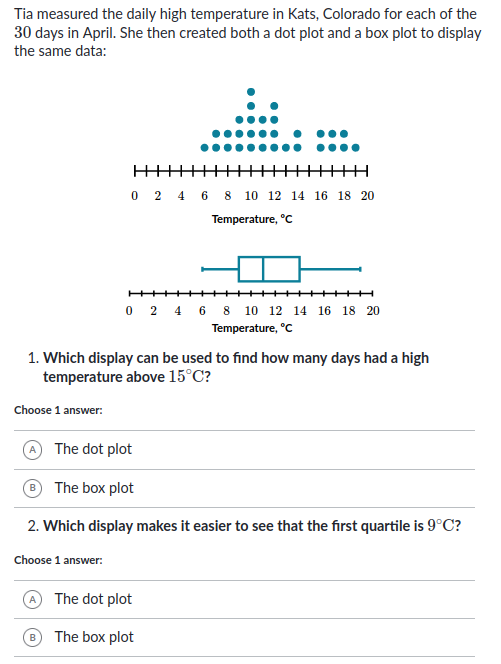 Tia measured the daily high temperature in Kats, Colorado for each of the
30 days in April. She then created both a dot plot and a box plot to display
the same data:
0 2 4 6 8 10 12 14 16 18 20
Temperature, °C
0 2 4 6 8 10 12 14 16 18 20
Temperature, °C
1. Which display can be used to find how many days had a high
temperature above 15°C?
Choose 1 answer:
A The dot plot
B The box plot
2. Which display makes it easier to see that the first quartile is 9°C?
Choose 1 answer:
A The dot plot
B The box plot